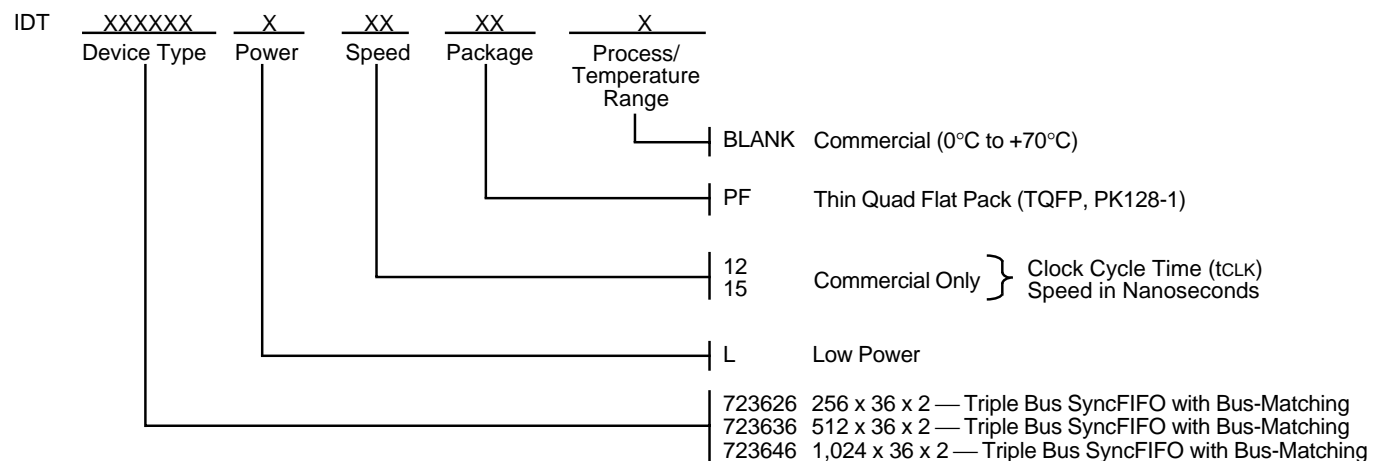 IDT XXXXXX X XX XX X
Device Type Power Speed Package Process/
Temperature
Range
BLANK Commercial (0°C to +70°C)
PF Thin Quad Flat Pack (TQFP, PK128-1)
12
15
Commercial Only } Clock Cycle Time (tCLK)
Speed in Nanoseconds
L Low Power
723626 256 x 36 x 2 — Triple Bus SyncFIFO with Bus-Matching
723636 512 x 36 x 2 — Triple Bus SyncFIFO with Bus-Matching
723646 1,024 x 36 x 2 — Triple Bus SyncFIFO with Bus-Matching